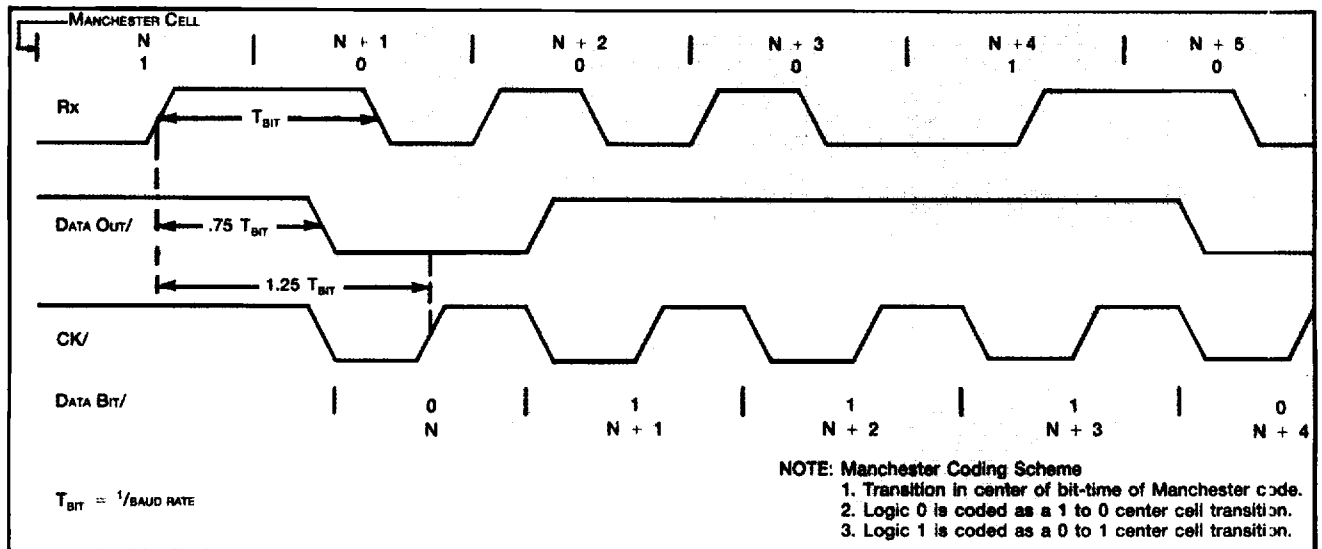 MANCHESTER CELL
N N + 1 N + 2 N + 3 N +4 N + 5
1 0 0 0 1 0
Rx
TBIT
DATA OUT/
.75 TBIT
1.25 TBIT
CK/
DATA BIT/
0 1 1 1 0
N N + 1 N + 2 N + 3 N + 4
NOTE: Manchester Coding Scheme
1. Transition in center of bit-time of Manchester code.
TBIT = 1/BAUD RATE
2. Logic 0 is coded as a 1 to 0 center cell transition.
3. Logic 1 is coded as a 0 to 1 center cell transition.